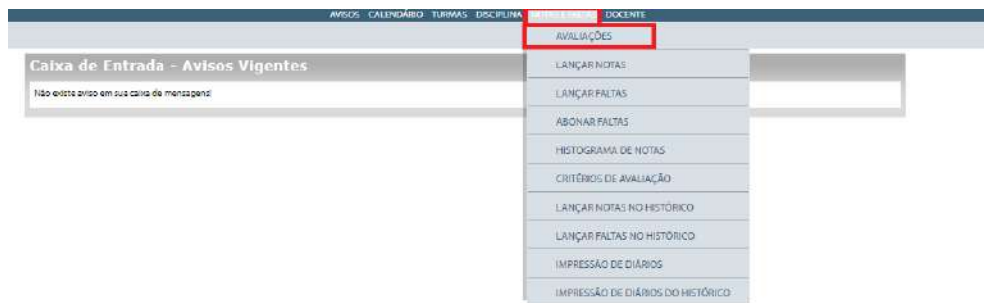 AVISOS CALENDÁRIO TURMAS DISCIPLINA NOTAS E FALTAS DOCENTE
AVALIAÇÕES
Caixa de Entrada - Avisos Vigentes
Não existe aviso em sua caixa de mensagens!
LANÇAR NOTAS
LANÇAR FALTAS
ABONAR FALTAS
HISTOGRAMA DE NOTAS
CRITÉRIOS DE AVALIAÇÃO
LANÇAR NOTAS NO HISTÓRICO
LANÇAR FALTAS NO HISTÓRICO
IMPRESSÃO DE DIÁRIOS
IMPRESSÃO DE DIÁRIOS DO HISTÓRICO